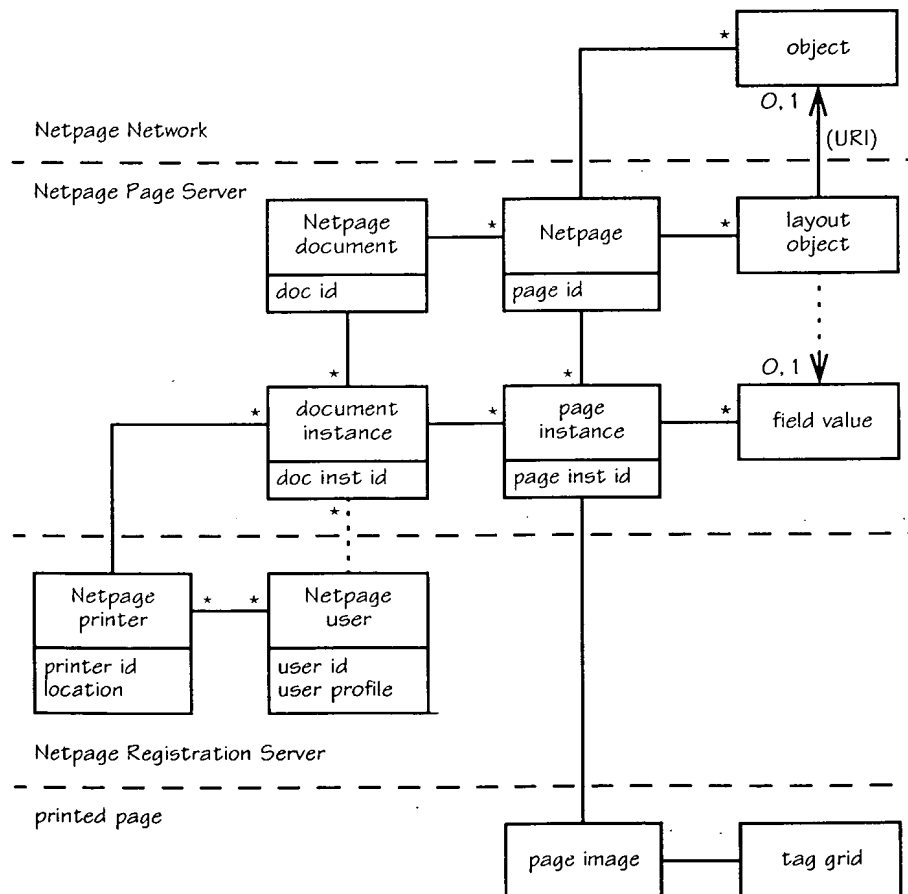 *
object
0, 1
(URI)
Netpage Network
Netpage Page Server
Netpage
document
*
Netpage
*
layout
object
doc id
page id
*
*
0, 1
*
document
instance
*
page
instance
*
field value
doc inst id
page inst id
*
Netpage
printer
*
*
Netpage
user
printer id
location
user id
user profile
Netpage Registration Server
printed page
page image
tag grid